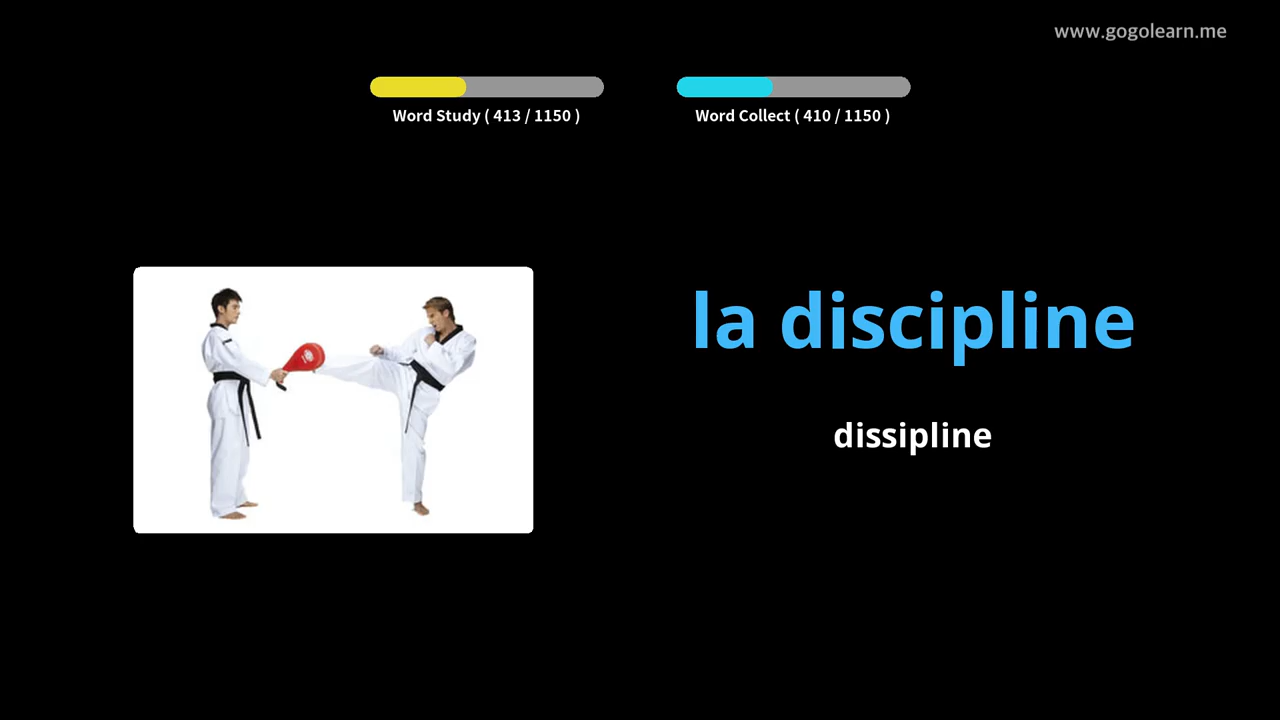 www.gogolearn.me
Word Study ( 413 / 1150 )
Word Collect ( 410 / 1150 )
la discipline
dissipline